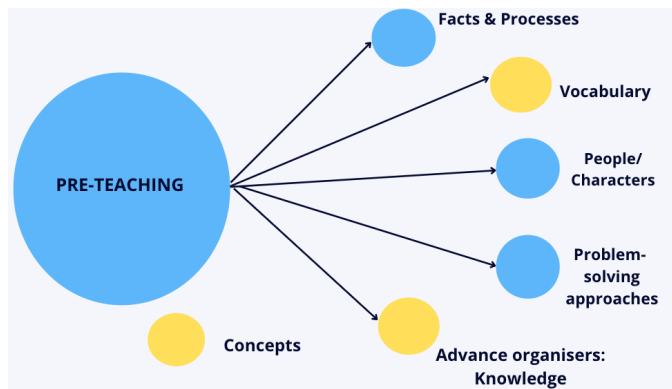 Facts & Processes
Vocabulary
PRE-TEACHING
People/
Characters
Problem-
solving
approaches
Concepts
Advance organisers:
Knowledge